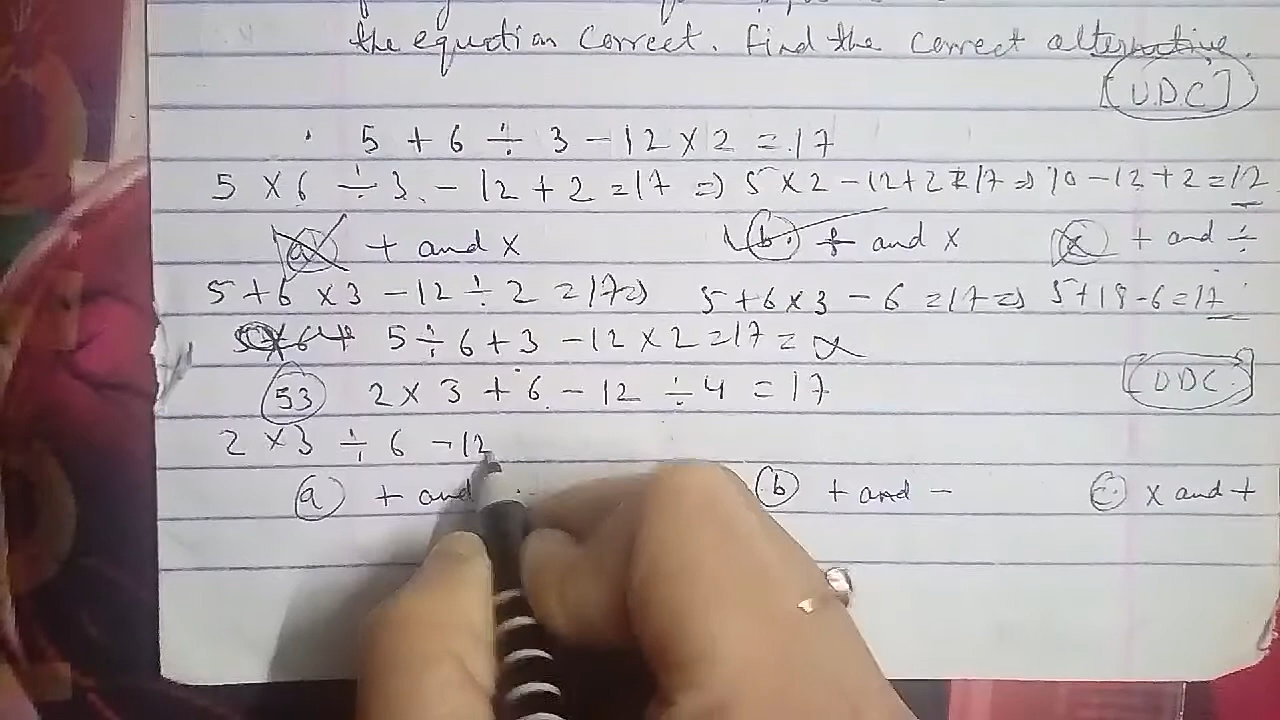 the equation correct. find the correct alternative.
[U.D.C]
5 + 6 ÷ 3 - 12 × 2 = 17
5 × 6 ÷ 3 - 12 + 2 = 17 => 5 × 2 - 12 + 2 = 17 => 10 - 12 + 2 = 12
(a) + and × (b.) ÷ and × + and ÷
5 + 6 × 3 - 12 ÷ 2 = 17 => 5 + 6 × 3 - 6 = 17 => 5 + 18 - 6 = 17
5 ÷ 6 + 3 - 12 × 2 = 17 = ×
(53) 2 × 3 + 6 - 12 ÷ 4 = 17 (UDC.)
2 × 3 ÷ 6 - 12
(a) + and (b) + and - (c.) × and +